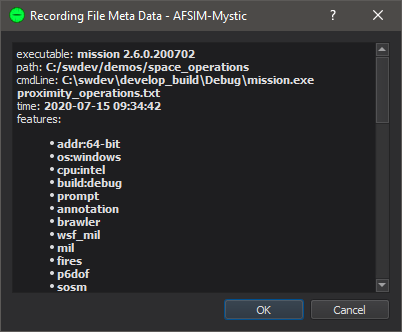 Recording File Meta Data - AFSIM-Mystic
executable: mission 2.6.0.200702
path: C:/swdev/demos/space_operations
cmdLine: C:\swdev\develop_build\Debug\mission.exe
proximity_operations.txt
time: 2020-07-15 09:34:42
features:
• addr:64-bit
• os:windows
• cpu:intel
• build:debug
• prompt
• annotation
• brawler
• wsf_mil
• mil
• fires
• p6dof
• sosm
OK Cancel